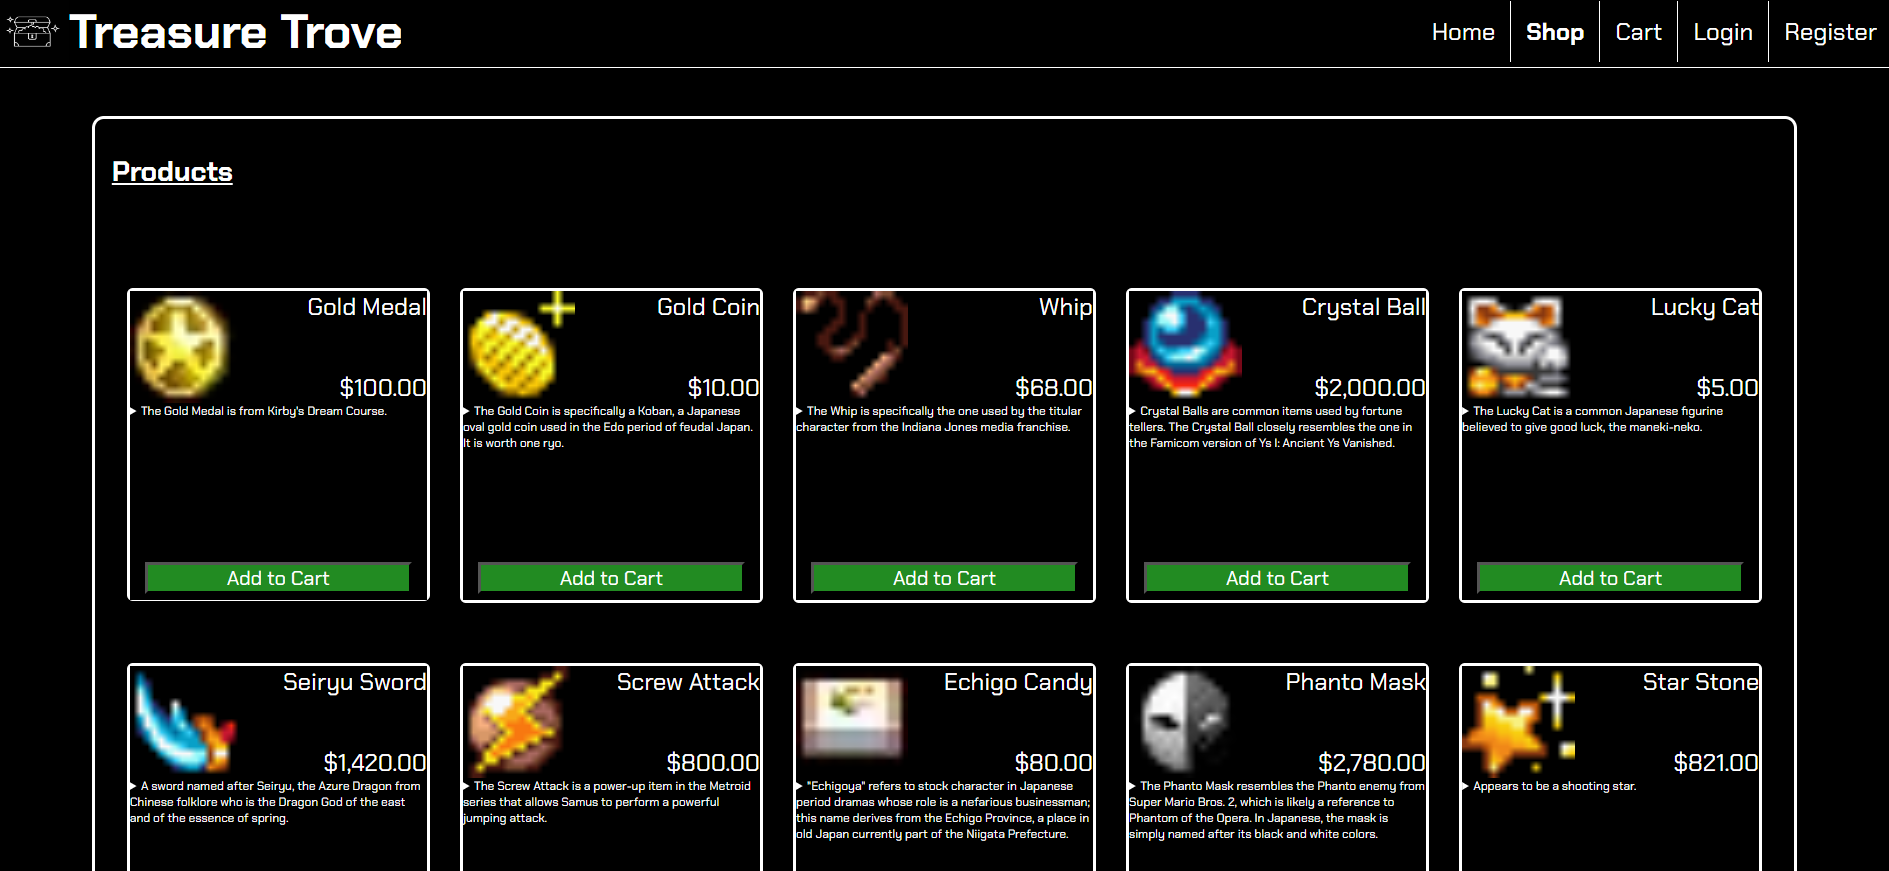 Treasure Trove
Home
Shop
Cart
Login
Register
Products
Gold Medal
$100.00
The Gold Medal is from Kirby's Dream Course.
Add to Cart
Gold Coin
$10.00
The Gold Coin is specifically a Koban, a Japanese
oval gold coin used in the Edo period of feudal Japan.
It is worth one ryo.
Add to Cart
Whip
$68.00
The Whip is specifically the one used by the titular
character from the Indiana Jones media franchise.
Add to Cart
Crystal Ball
$2,000.00
Crystal Balls are common items used by fortune
tellers. The Crystal Ball closely resembles the one in
the Famicom version of Ys I: Ancient Ys Vanished.
Add to Cart
Lucky Cat
$5.00
The Lucky Cat is a common Japanese figurine
believed to give good luck, the maneki-neko.
Add to Cart
Seiryu Sword
$1,420.00
A sword named after Seiryu, the Azure Dragon from
Chinese folklore who is the Dragon God of the east
and of the essence of spring.
Screw Attack
$800.00
The Screw Attack is a power-up item in the Metroid
series that allows Samus to perform a powerful
jumping attack.
Echigo Candy
$80.00
"Echigoya" refers to stock character in Japanese
period dramas whose role is a nefarious businessman;
this name derives from the Echigo Province, a place in
old Japan currently part of the Niigata Prefecture.
Phanto Mask
$2,780.00
The Phanto Mask resembles the Phanto enemy from
Super Mario Bros. 2, which is likely a reference to
Phantom of the Opera. In Japanese, the mask is
simply named after its black and white colors.
Star Stone
$821.00
Appears to be a shooting star.